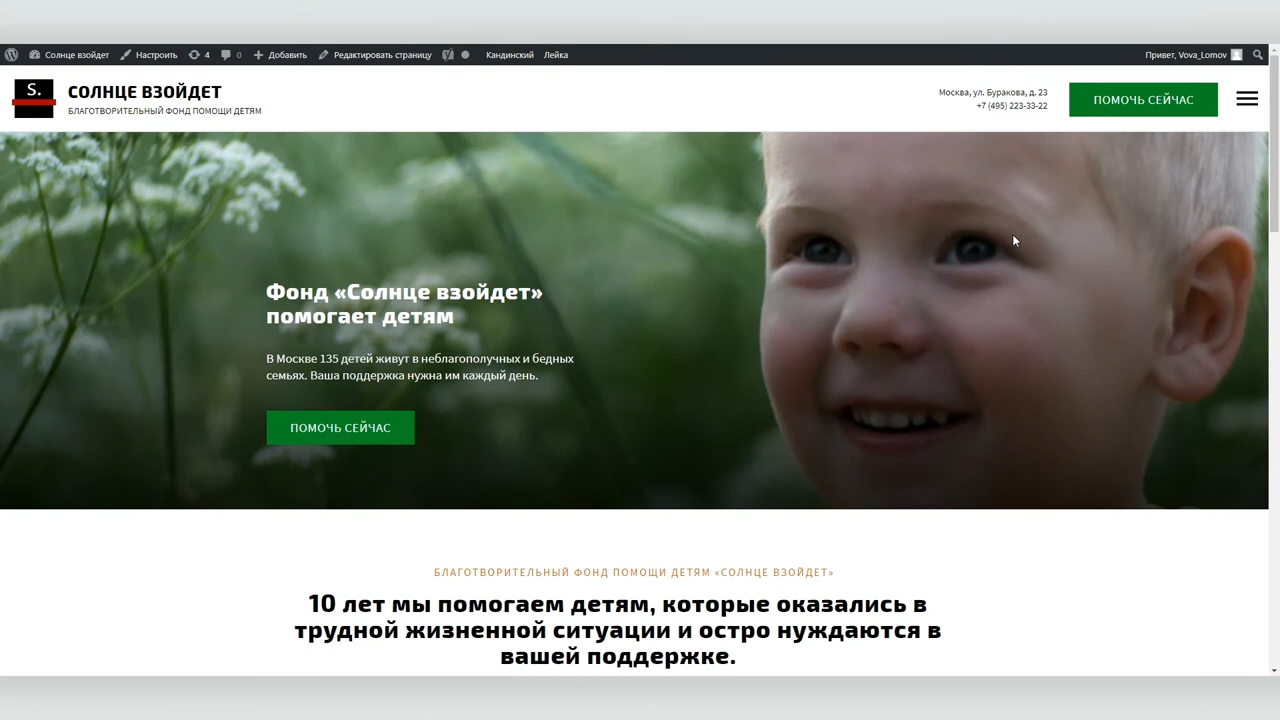 Солнце взойдет Настроить 4 0 Добавить Редактировать страницу Кандинский Лейка Привет, Vova_Lomov
S.
СОЛНЦЕ ВЗОЙДЕТ
БЛАГОТВОРИТЕЛЬНЫЙ ФОНД ПОМОЩИ ДЕТЯМ
Москва, ул. Буракова, д. 23
+7 (495) 223-33-22
ПОМОЧЬ СЕЙЧАС
Фонд «Солнце взойдет»
помогает детям
В Москве 135 детей живут в неблагополучных и бедных
семьях. Ваша поддержка нужна им каждый день.
ПОМОЧЬ СЕЙЧАС
БЛАГОТВОРИТЕЛЬНЫЙ ФОНД ПОМОЩИ ДЕТЯМ «СОЛНЦЕ ВЗОЙДЕТ»
10 лет мы помогаем детям, которые оказались в
трудной жизненной ситуации и остро нуждаются в
вашей поддержке.